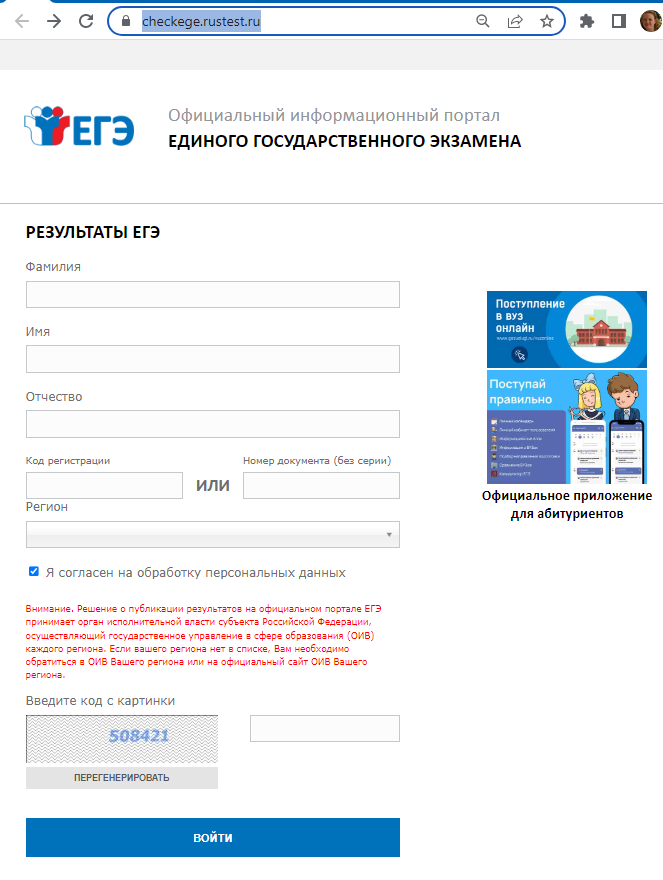 checkege.rustest.ru
ЕГЭ
Официальный информационный портал
ЕДИНОГО ГОСУДАРСТВЕННОГО ЭКЗАМЕНА
РЕЗУЛЬТАТЫ ЕГЭ
Фамилия
Имя
Отчество
Код регистрации
Номер документа (без серии)
ИЛИ
Регион
Я согласен на обработку персональных данных
Внимание. Решение о публикации результатов на официальном портале ЕГЭ
принимает орган исполнительной власти субъекта Российской Федерации,
осуществляющий государственное управление в сфере образования (ОИВ)
каждого региона. Если вашего региона нет в списке, Вам необходимо
обратиться в ОИВ Вашего региона или на официальный сайт ОИВ Вашего
региона.
Введите код с картинки
508421
ПЕРЕГЕНЕРИРОВАТЬ
ВОЙТИ
Поступление
в вуз
онлайн
Поступай
правильно
Официальное приложение
для абитуриентов